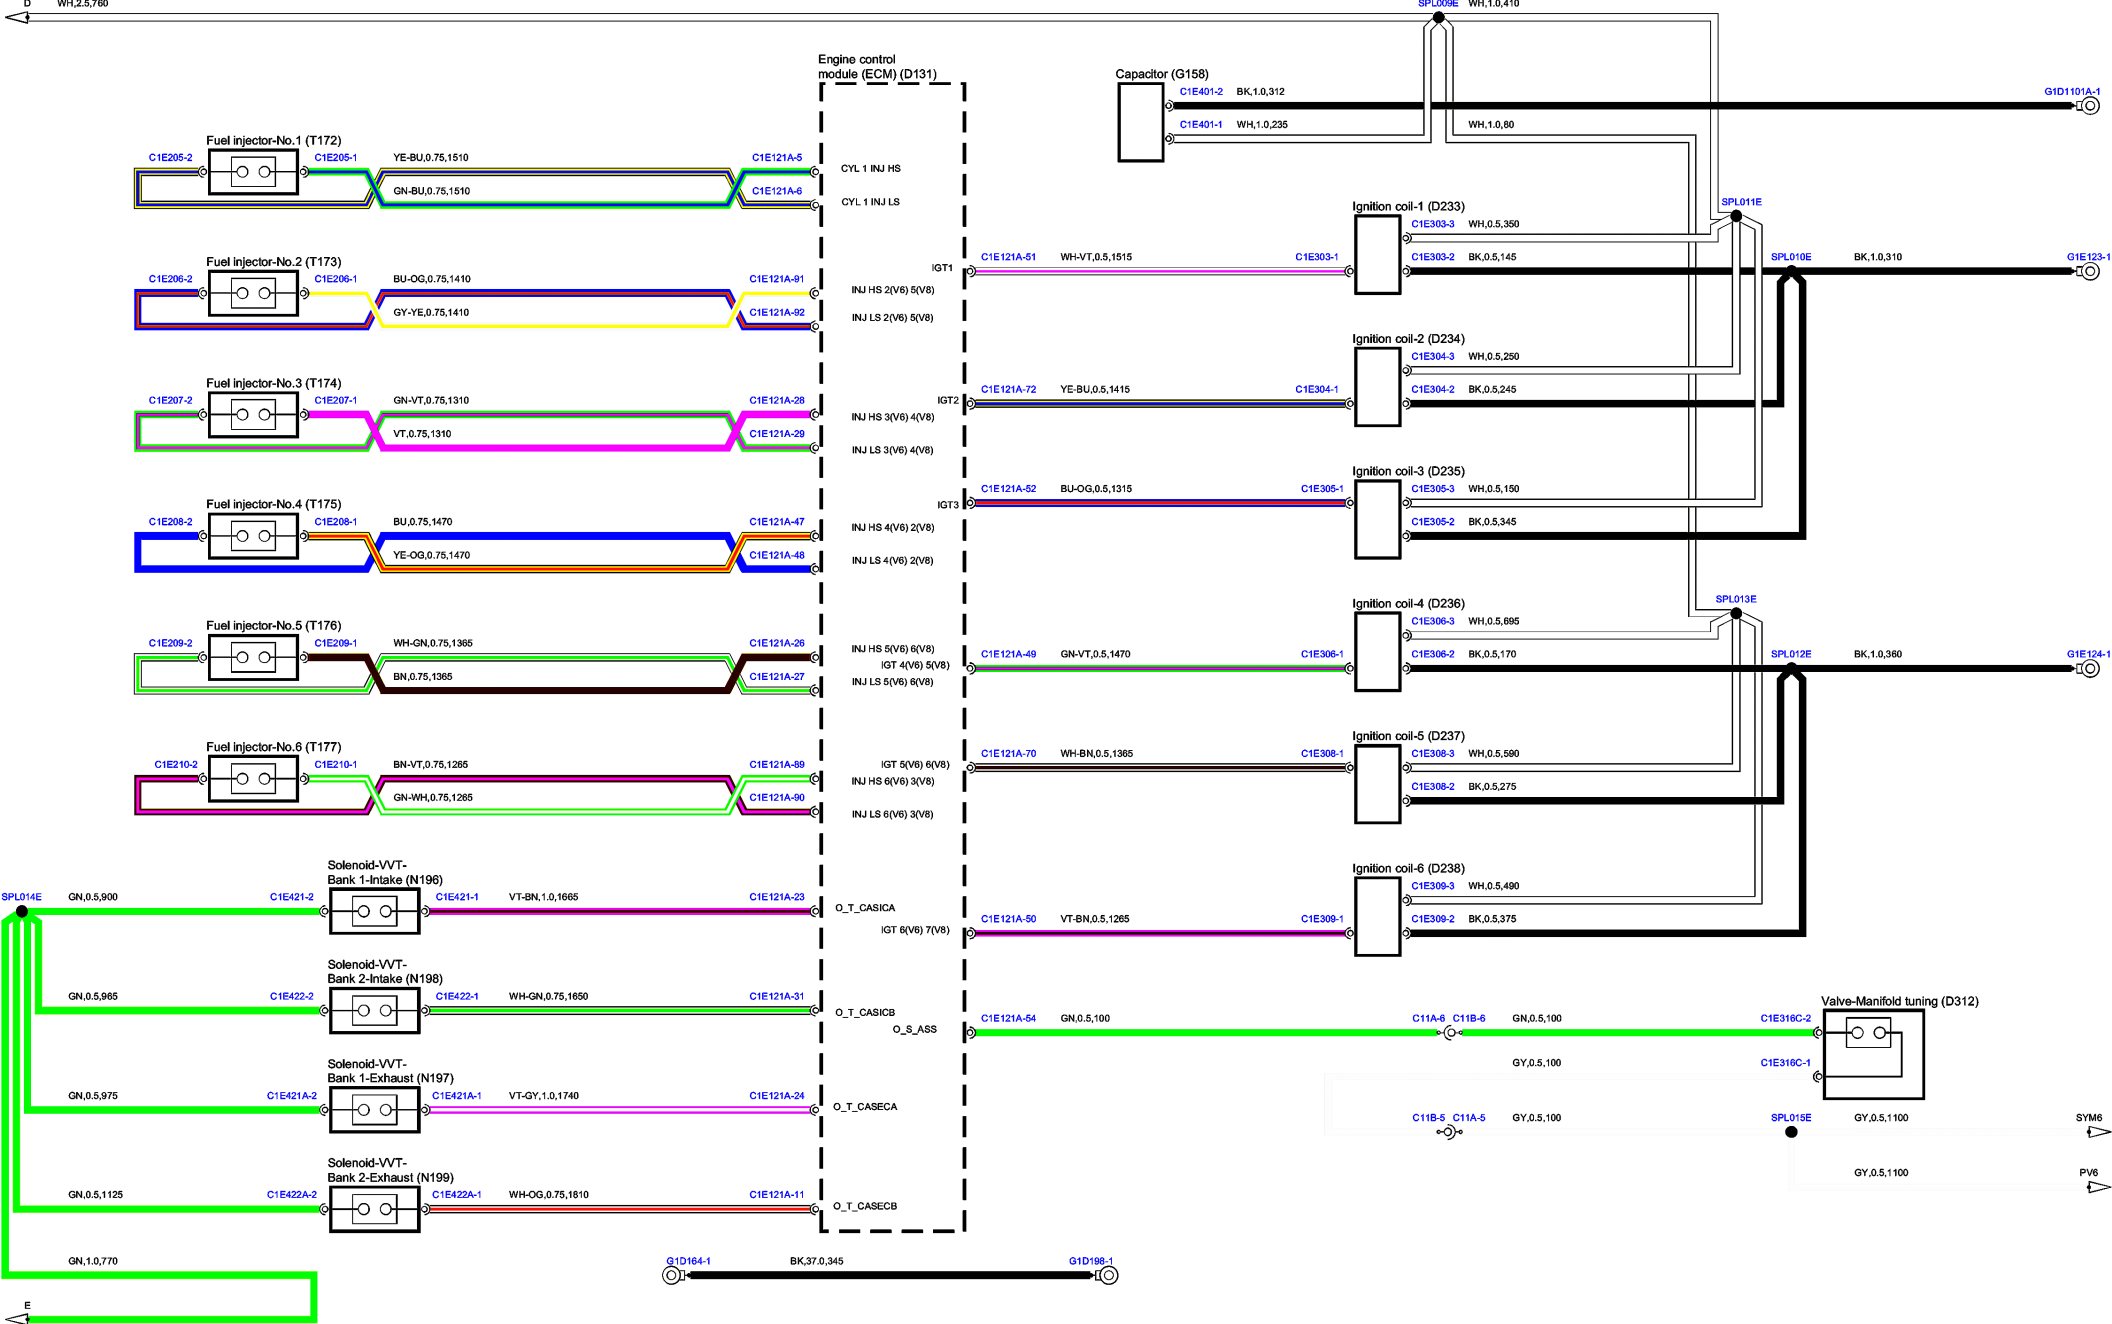 D WH,2.5,760
SPL009E WH,1.0,410
Engine control
module (ECM) (D131)
Capacitor (G158)
C1E401-2 BK,1.0,312 G1D1101A-1
C1E401-1 WH,1.0,235 WH,1.0,80
Fuel injector-No.1 (T172)
C1E205-2 C1E205-1 YE-BU,0.75,1510 C1E121A-5
CYL 1 INJ HS
GN-BU,0.75,1510 C1E121A-6
CYL 1 INJ LS
SPL011E
Ignition coil-1 (D233)
C1E303-3 WH,0.5,350
IGT1 C1E121A-51 WH-VT,0.5,1515 C1E303-1 C1E303-2 BK,0.5,145 SPL010E BK,1.0,310 G1E123-1
Fuel injector-No.2 (T173)
C1E206-2 C1E206-1 BU-OG,0.75,1410 C1E121A-91
INJ HS 2(V6) 5(V8)
GY-YE,0.75,1410 C1E121A-92
INJ LS 2(V6) 5(V8)
Ignition coil-2 (D234)
C1E304-3 WH,0.5,250
IGT2 C1E121A-72 YE-BU,0.5,1415 C1E304-1 C1E304-2 BK,0.5,245
Fuel injector-No.3 (T174)
C1E207-2 C1E207-1 GN-VT,0.75,1310 C1E121A-28
INJ HS 3(V6) 4(V8)
VT,0.75,1310 C1E121A-29
INJ LS 3(V6) 4(V8)
Ignition coil-3 (D235)
C1E305-3 WH,0.5,150
IGT3 C1E121A-52 BU-OG,0.5,1315 C1E305-1
C1E305-2 BK,0.5,345
Fuel injector-No.4 (T175)
C1E208-2 C1E208-1 BU,0.75,1470 C1E121A-47
INJ HS 4(V6) 2(V8)
YE-OG,0.75,1470 C1E121A-48
INJ LS 4(V6) 2(V8)
SPL013E
Ignition coil-4 (D236)
C1E306-3 WH,0.5,695
Fuel injector-No.5 (T176)
C1E209-2 C1E209-1 WH-GN,0.75,1365 C1E121A-26
INJ HS 5(V6) 6(V8)
IGT 4(V6) 5(V8) C1E121A-49 GN-VT,0.5,1470 C1E306-1 C1E306-2 BK,0.5,170 SPL012E BK,1.0,360 G1E124-1
BN,0.75,1365 C1E121A-27
INJ LS 5(V6) 6(V8)
Ignition coil-5 (D237)
C1E308-3 WH,0.5,590
Fuel injector-No.6 (T177)
IGT 5(V6) 6(V8) C1E121A-70 WH-BN,0.5,1365 C1E308-1
C1E210-2 C1E210-1 BN-VT,0.75,1265 C1E121A-89
INJ HS 6(V6) 3(V8)
C1E308-2 BK,0.5,275
GN-WH,0.75,1265 C1E121A-90
INJ LS 6(V6) 3(V8)
Solenoid-VVT-
Bank 1-Intake (N196)
SPL014E GN,0.5,900 C1E421-2 C1E421-1 VT-BN,1.0,1665 C1E121A-23
O_T_CASICA
Ignition coil-6 (D238)
C1E309-3 WH,0.5,490
IGT 6(V6) 7(V8) C1E121A-50 VT-BN,0.5,1265 C1E309-1 C1E309-2 BK,0.5,375
Solenoid-VVT-
Bank 2-Intake (N198)
GN,0.5,965 C1E422-2 C1E422-1 WH-GN,0.75,1650 C1E121A-31
O_T_CASICB
Valve-Manifold tuning (D312)
O_S_ASS C1E121A-54 GN,0.5,100 C11A-6 C11B-6 GN,0.5,100 C1E316C-2
GY,0.5,100 C1E316C-1
Solenoid-VVT-
Bank 1-Exhaust (N197)
GN,0.5,975 C1E421A-2 C1E421A-1 VT-GY,1.0,1740 C1E121A-24
O_T_CASECA
C11B-5 C11A-5 GY,0.5,100 SPL015E GY,0.5,1100 SYM6
GY,0.5,1100 PV6
Solenoid-VVT-
Bank 2-Exhaust (N199)
GN,0.5,1125 C1E422A-2 C1E422A-1 WH-OG,0.75,1810 C1E121A-11
O_T_CASECB
GN,1.0,770
G1D164-1 BK,37.0,345 G1D198-1
E